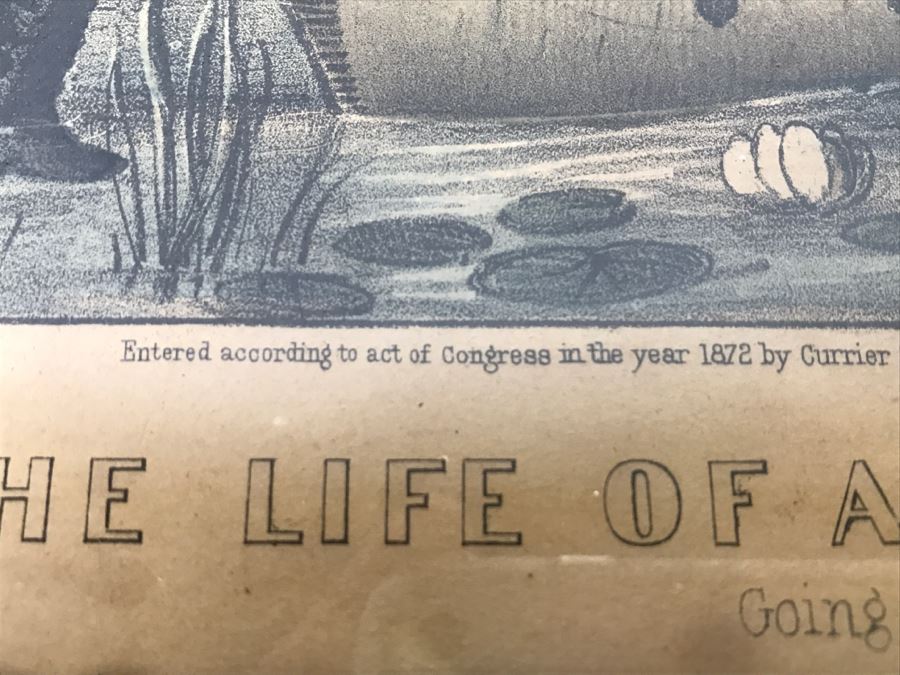 Entered according to act of Congress in the year 1872 by Currier
HE LIFE OF A
Going